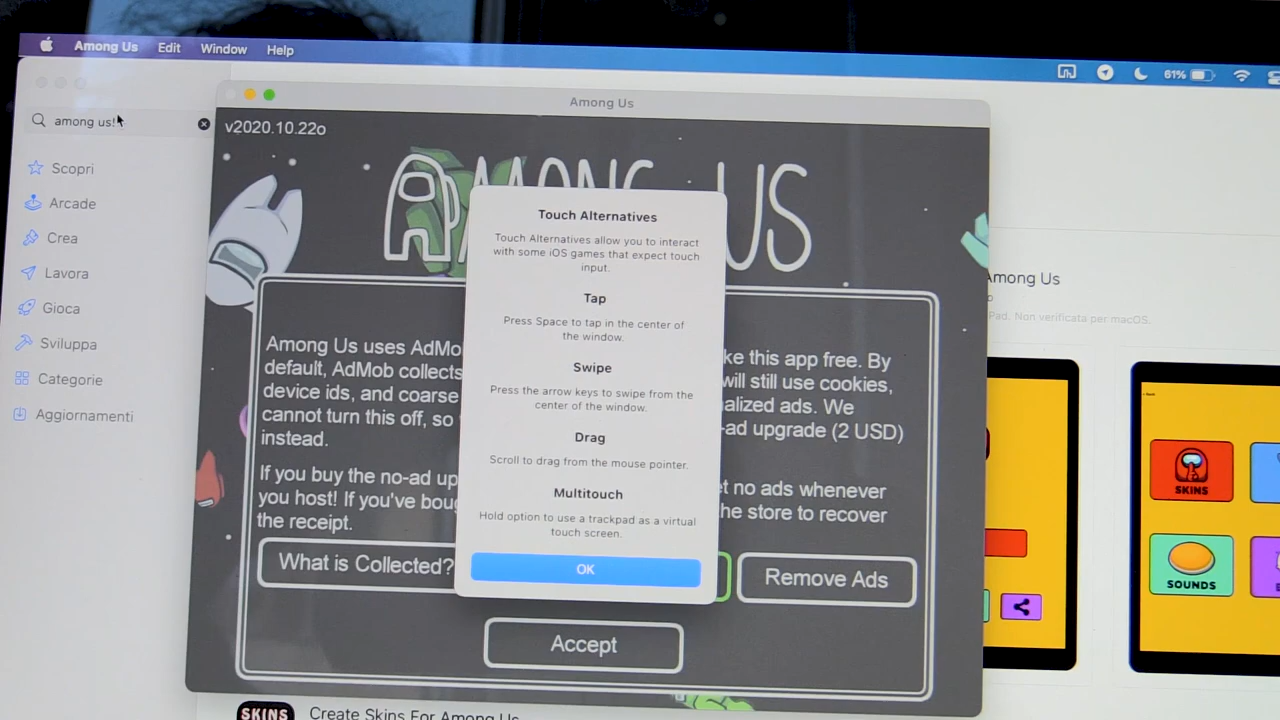 Among Us Edit Window Help
61%
among us!
Scopri
Arcade
Crea
Lavora
Gioca
Sviluppa
Categorie
Aggiornamenti
Among Us
v2020.10.22o
AMONG US
Touch Alternatives
Touch Alternatives allow you to interact
with some iOS games that expect touch
input.
Tap
Press Space to tap in the center of
the window.
Swipe
Press the arrow keys to swipe from the
center of the window.
Drag
Scroll to drag from the mouse pointer.
Multitouch
Hold option to use a trackpad as a virtual
touch screen.
OK
Among Us uses AdMo ke this app free. By
default, AdMob collects will still use cookies,
device ids, and coarse alized ads. We
cannot turn this off, so -ad upgrade (2 USD)
instead.
If you buy the no-ad up et no ads whenever
you host! If you've boug he store to recover
the receipt.
What is Collected?
Remove Ads
Accept
Among Us
Pad. Non verificata per macOS.
SKINS
SOUNDS
SKINS
Create Skins For Among Us